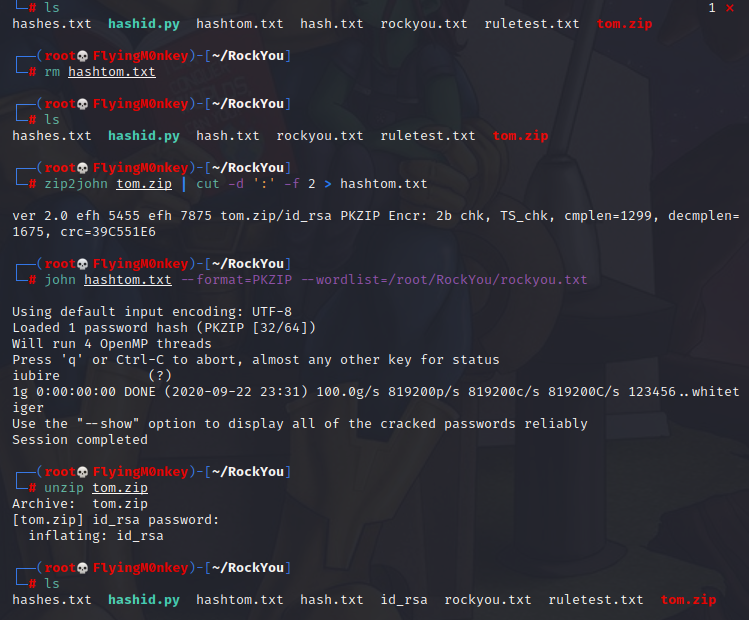 └─# ls 1 ×
hashes.txt hashid.py hashtom.txt hash.txt rockyou.txt ruletest.txt tom.zip
┌──(root💀FlyingM0nkey)-[~/RockYou]
└─# rm hashtom.txt
┌──(root💀FlyingM0nkey)-[~/RockYou]
└─# ls
hashes.txt hashid.py hash.txt rockyou.txt ruletest.txt tom.zip
┌──(root💀FlyingM0nkey)-[~/RockYou]
└─# zip2john tom.zip | cut -d ':' -f 2 > hashtom.txt
ver 2.0 efh 5455 efh 7875 tom.zip/id_rsa PKZIP Encr: 2b chk, TS_chk, cmplen=1299, decmplen=
1675, crc=39C551E6
┌──(root💀FlyingM0nkey)-[~/RockYou]
└─# john hashtom.txt --format=PKZIP --wordlist=/root/RockYou/rockyou.txt
Using default input encoding: UTF-8
Loaded 1 password hash (PKZIP [32/64])
Will run 4 OpenMP threads
Press 'q' or Ctrl-C to abort, almost any other key for status
iubire (?)
1g 0:00:00:00 DONE (2020-09-22 23:31) 100.0g/s 819200p/s 819200c/s 819200C/s 123456..whitet
iger
Use the "--show" option to display all of the cracked passwords reliably
Session completed
┌──(root💀FlyingM0nkey)-[~/RockYou]
└─# unzip tom.zip
Archive: tom.zip
[tom.zip] id_rsa password:
inflating: id_rsa
┌──(root💀FlyingM0nkey)-[~/RockYou]
└─# ls
hashes.txt hashid.py hashtom.txt hash.txt id_rsa rockyou.txt ruletest.txt tom.zip